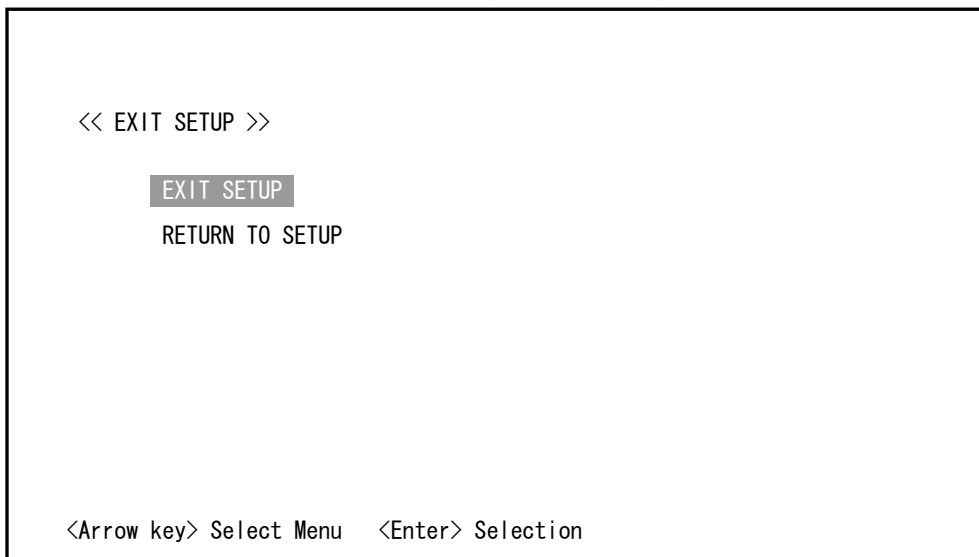 << EXIT SETUP >>
EXIT SETUP
RETURN TO SETUP
<Arrow key> Select Menu <Enter> Selection